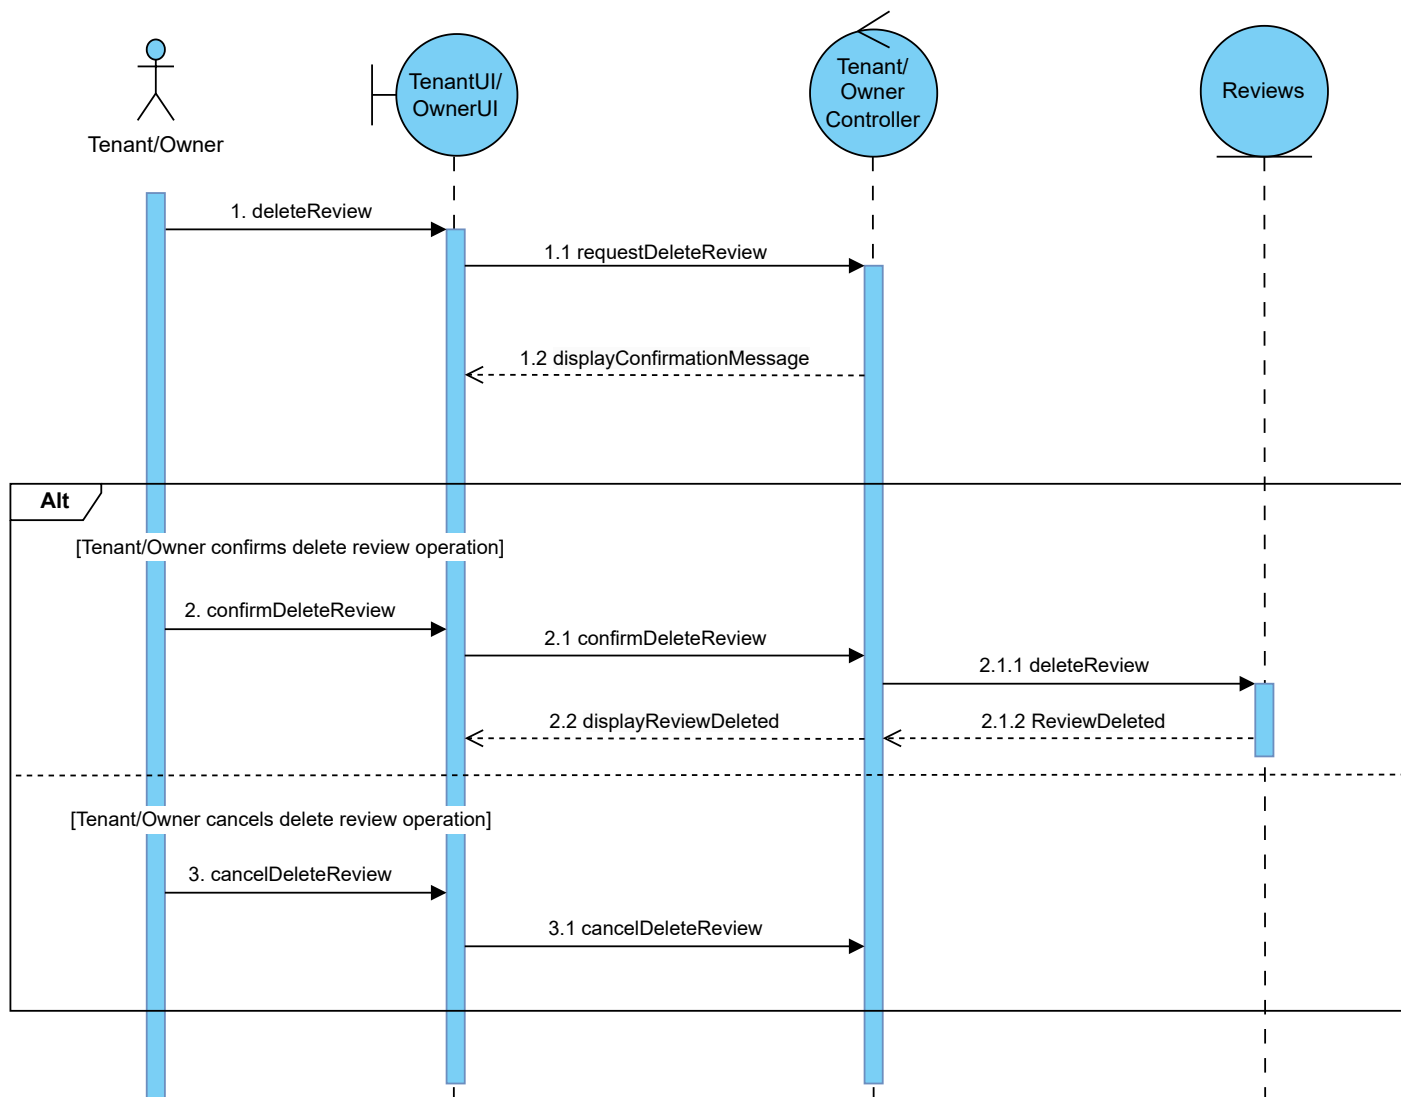 Tenant/Owner
TenantUI/
OwnerUI
Tenant/
Owner
Controller
Reviews
1. deleteReview
1.1 requestDeleteReview
1.2 displayConfirmationMessage
Alt
[Tenant/Owner confirms delete review operation]
2. confirmDeleteReview
2.1 confirmDeleteReview
2.1.1 deleteReview
2.2 displayReviewDeleted
2.1.2 ReviewDeleted
[Tenant/Owner cancels delete review operation]
3. cancelDeleteReview
3.1 cancelDeleteReview